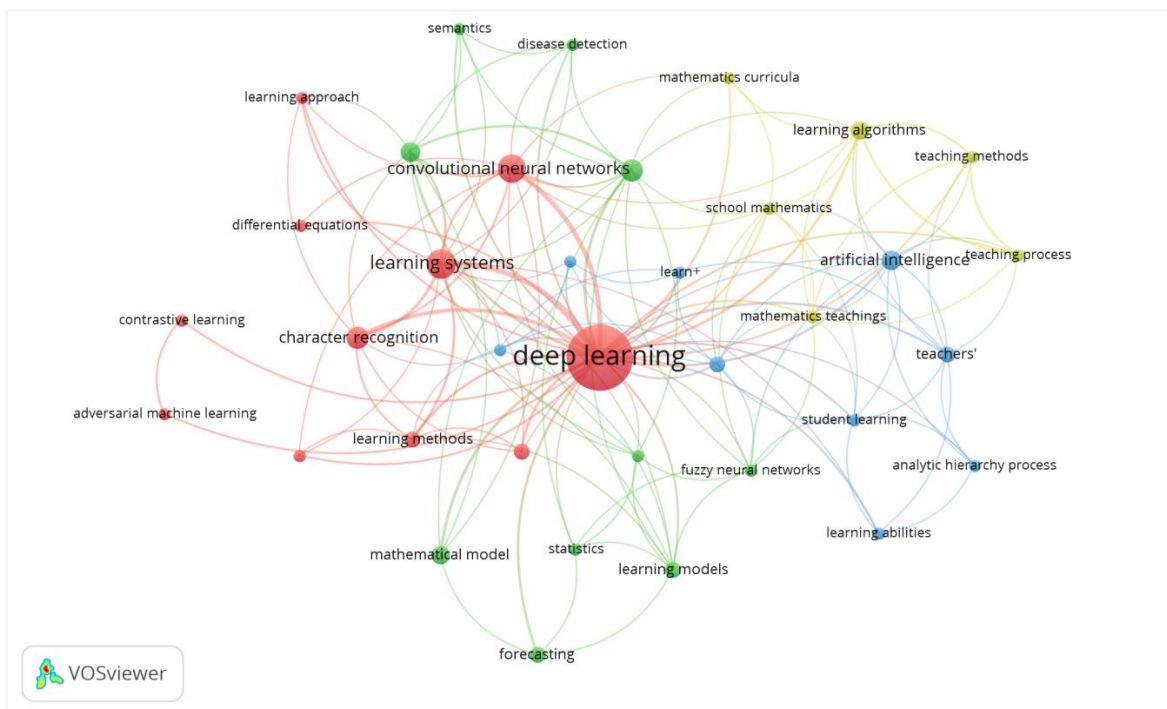 semantics
disease detection
mathematics curricula
learning approach
learning algorithms
teaching methods
convolutional neural networks
school mathematics
differential equations
teaching process
artificial intelligence
learning systems
learn+
mathematics teachings
contrastive learning
character recognition
deep learning
teachers'
adversarial machine learning
student learning
learning methods
analytic hierarchy process
fuzzy neural networks
learning abilities
statistics
mathematical model
learning models
forecasting
VOSviewer